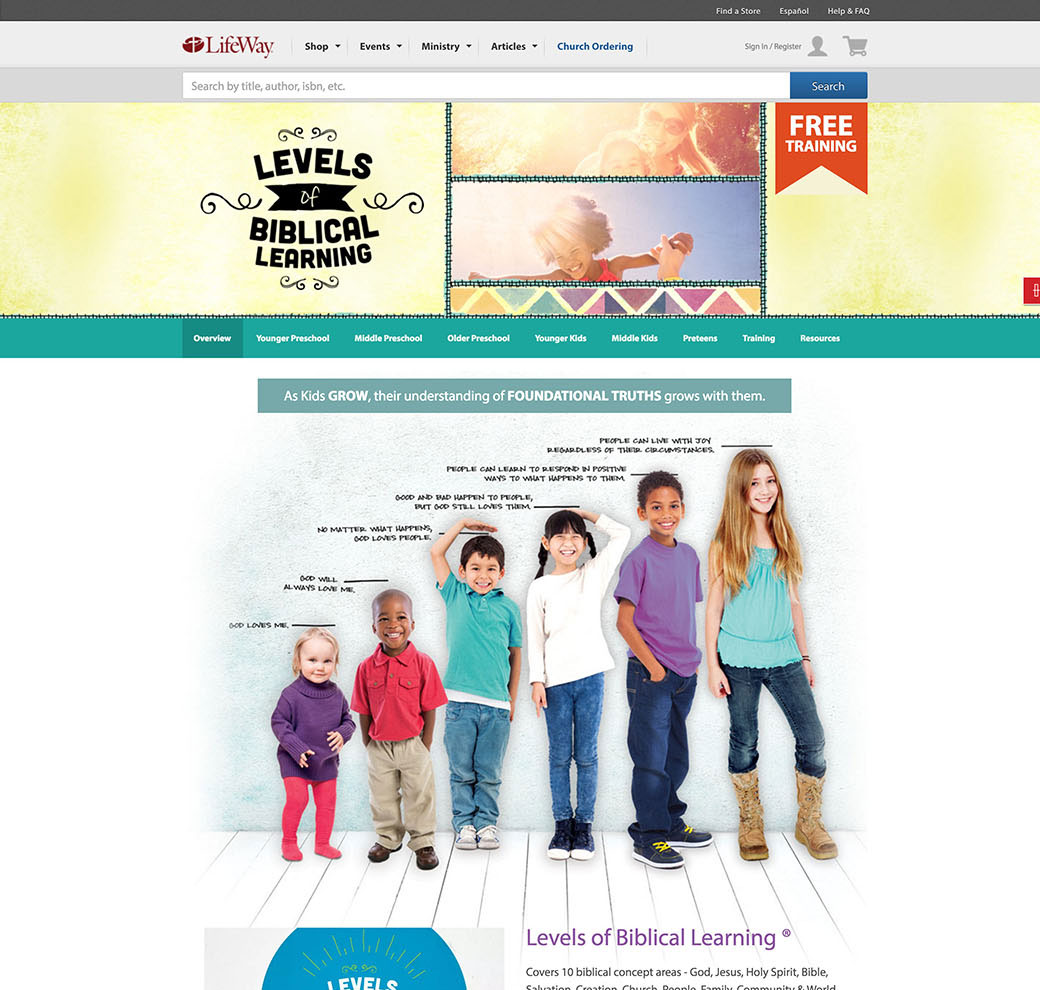 Find a Store Español Help & FAQ
LifeWay Shop Events Ministry Articles Church Ordering Sign In / Register
Search by title, author, isbn, etc. Search
FREE
TRAINING
LEVELS
of
BIBLICAL
LEARNING
Overview Younger Preschool Middle Preschool Older Preschool Younger Kids Middle Kids Preteens Training Resources
As Kids GROW, their understanding of FOUNDATIONAL TRUTHS grows with them.
PEOPLE CAN LIVE WITH JOY
REGARDLESS OF THEIR CIRCUMSTANCES.
PEOPLE CAN LEARN TO RESPOND IN POSITIVE
WAYS TO WHAT HAPPENS TO THEM.
GOOD AND BAD HAPPEN TO PEOPLE,
BUT GOD STILL LOVES THEM.
NO MATTER WHAT HAPPENS,
GOD LOVES PEOPLE.
GOD WILL
ALWAYS LOVE ME.
GOD LOVES ME.
LEVELS
Levels of Biblical Learning ®
Covers 10 biblical concept areas - God, Jesus, Holy Spirit, Bible,
Salvation, Creation, Church, People, Family, Community & World